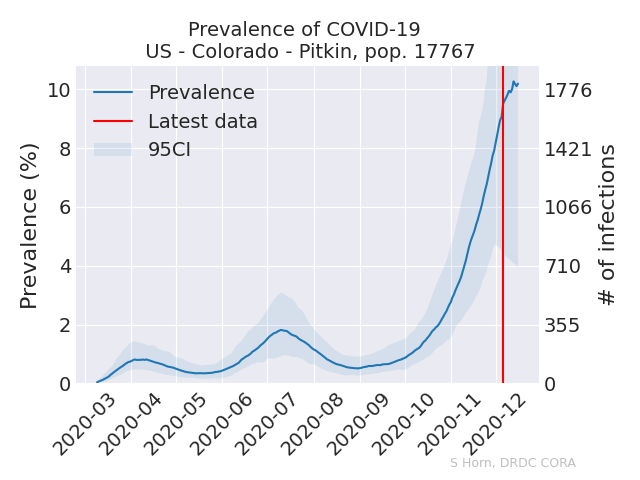 Prevalence of COVID-19
US - Colorado - Pitkin, pop. 17767
Prevalence (%)
10
8
6
4
2
0
Prevalence
Latest data
95CI
1776
1421
1066
710
355
0
# of infections
2020-03
2020-04
2020-05
2020-06
2020-07
2020-08
2020-09
2020-10
2020-11
2020-12
S Horn, DRDC CORA